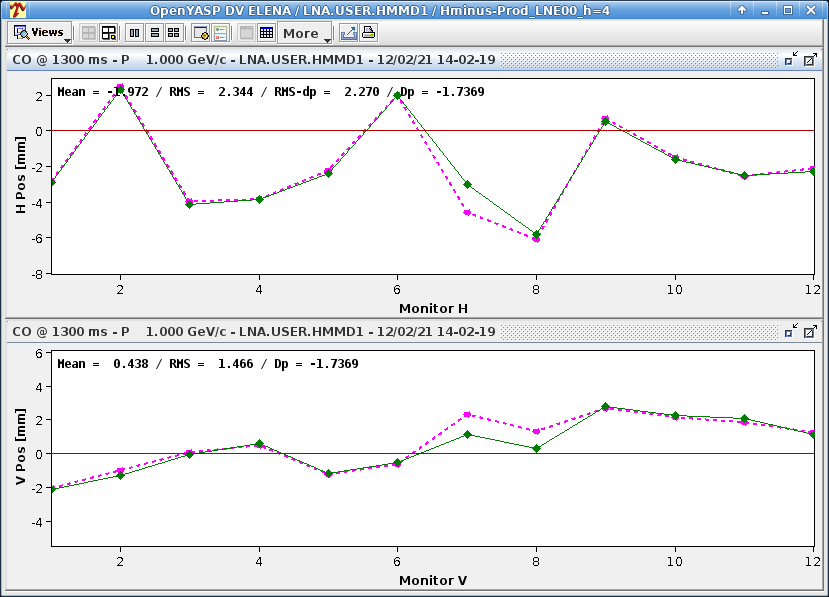 OpenYASP DV ELENA / LNA.USER.HMMD1 / Hminus-Prod_LNE00_h=4
Views
More
CO @ 1300 ms - P 1.000 GeV/c - LNA.USER.HMMD1 - 12/02/21 14-02-19
Mean = -1.972 / RMS = 2.344 / RMS-dp = 2.270 / Dp = -1.7369
H Pos [mm]
2
0
-2
-4
-6
-8
2 4 6 8 10 12
Monitor H
CO @ 1300 ms - P 1.000 GeV/c - LNA.USER.HMMD1 - 12/02/21 14-02-19
Mean = 0.438 / RMS = 1.466 / Dp = -1.7369
V Pos [mm]
6
4
2
0
-2
-4
2 4 6 8 10 12
Monitor V